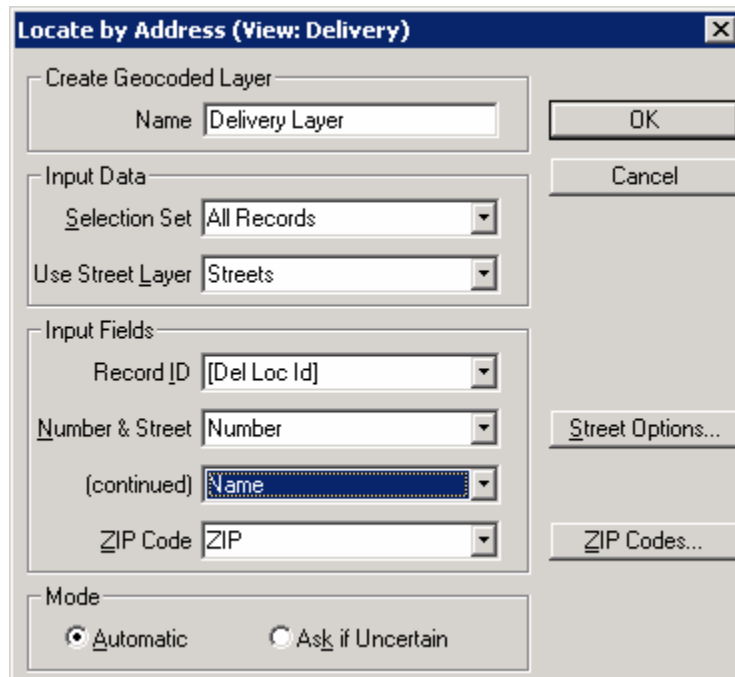 Locate by Address (View: Delivery)
Create Geocoded Layer
Name Delivery Layer
OK
Input Data
Cancel
Selection Set All Records
Use Street Layer Streets
Input Fields
Record ID [Del Loc Id]
Number & Street Number
Street Options...
(continued) Name
ZIP Code ZIP
ZIP Codes...
Mode
Automatic Ask if Uncertain